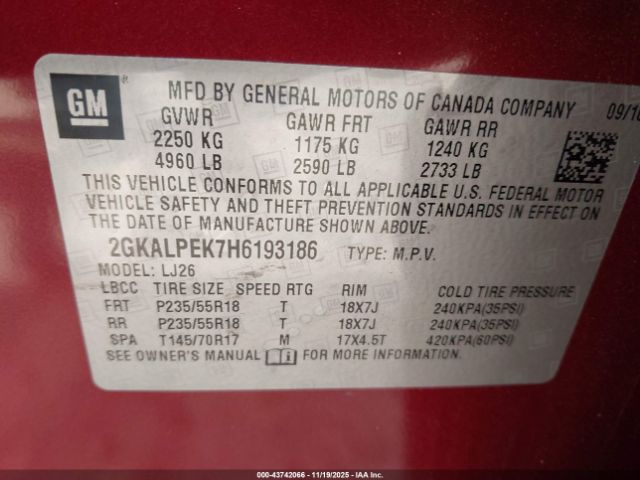 GM
MFD BY GENERAL MOTORS OF CANADA COMPANY 09/16
GVWR GAWR FRT GAWR RR
2250 KG 1175 KG 1240 KG
4960 LB 2590 LB 2733 LB
THIS VEHICLE CONFORMS TO ALL APPLICABLE U.S. FEDERAL MOTOR
VEHICLE SAFETY AND THEFT PREVENTION STANDARDS IN EFFECT ON
THE DATE OF MANUFACTURE SHOWN ABOVE.
2GKALPEK7H6193186 TYPE: M.P.V.
MODEL: LJ26
LBCC TIRE SIZE SPEED RTG RIM COLD TIRE PRESSURE
FRT P235/55R18 T 18X7J 240KPA(35PSI)
RR P235/55R18 T 18X7J 240KPA(35PSI)
SPA T145/70R17 M 17X4.5T 420KPA(60PSI)
SEE OWNER'S MANUAL FOR MORE INFORMATION.
000-43742066 - 11/19/2025 - IAA Inc.